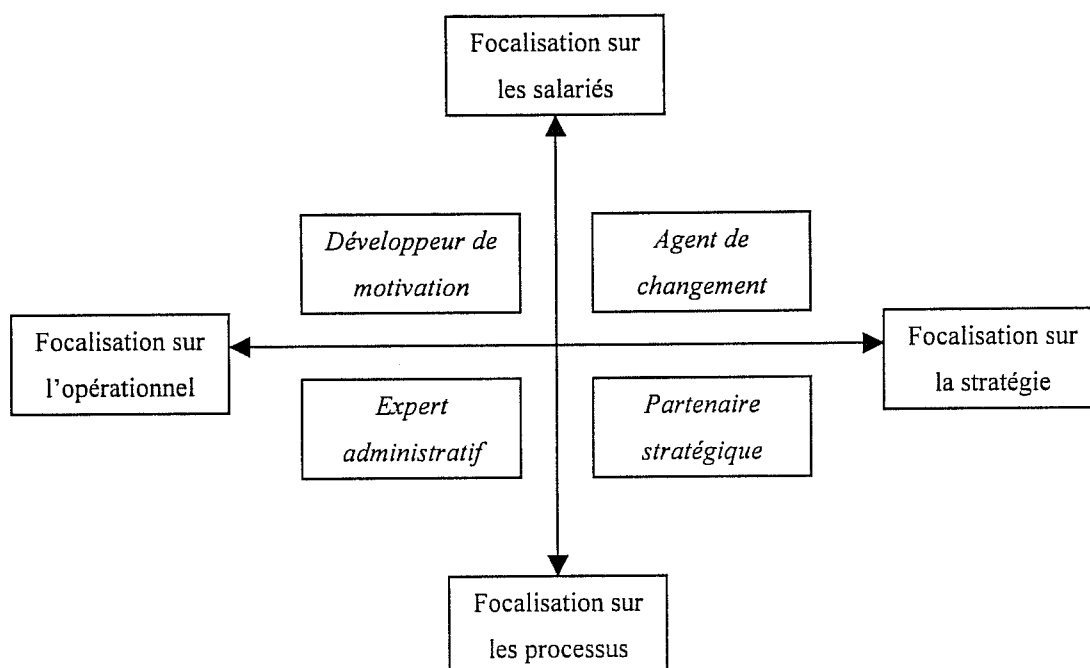 Focalisation sur
les salariés
Développeur de
motivation
Agent de
changement
Focalisation sur
l'opérationnel
Focalisation sur
la stratégie
Expert
administratif
Partenaire
stratégique
Focalisation sur
les processus